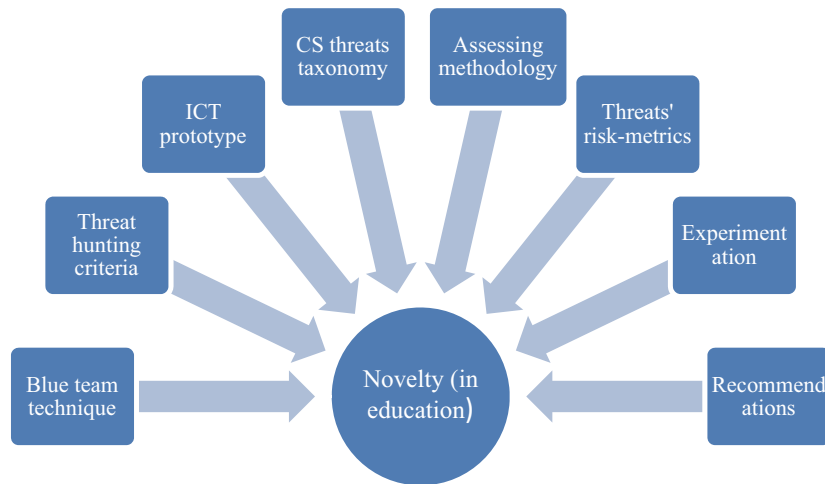 CS threats
taxonomy
Assessing
methodology
ICT
prototype
Threats'
risk-metrics
Threat
hunting
criteria
Experiment
ation
Blue team
technique
Novelty (in
education)
Recommend
ations